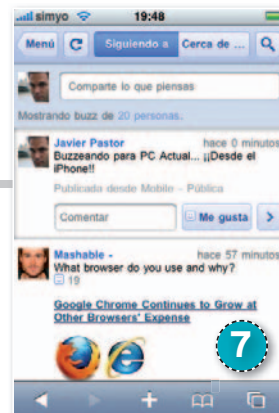 simyo 19:48
Menú Siguiendo a Cerca de ...
Comparte lo que piensas
Mostrando buzz de 20 personas.
Javier Pastor hace 0 minutos
Buzzeando para PC Actual... ¡¡Desde el
iPhone!!
Publicada desde Mobile - Pública
Comentar Me gusta >
Mashable - hace 57 minutos
What browser do you use and why?
19
Google Chrome Continues to Grow at
Other Browsers' Expense
7